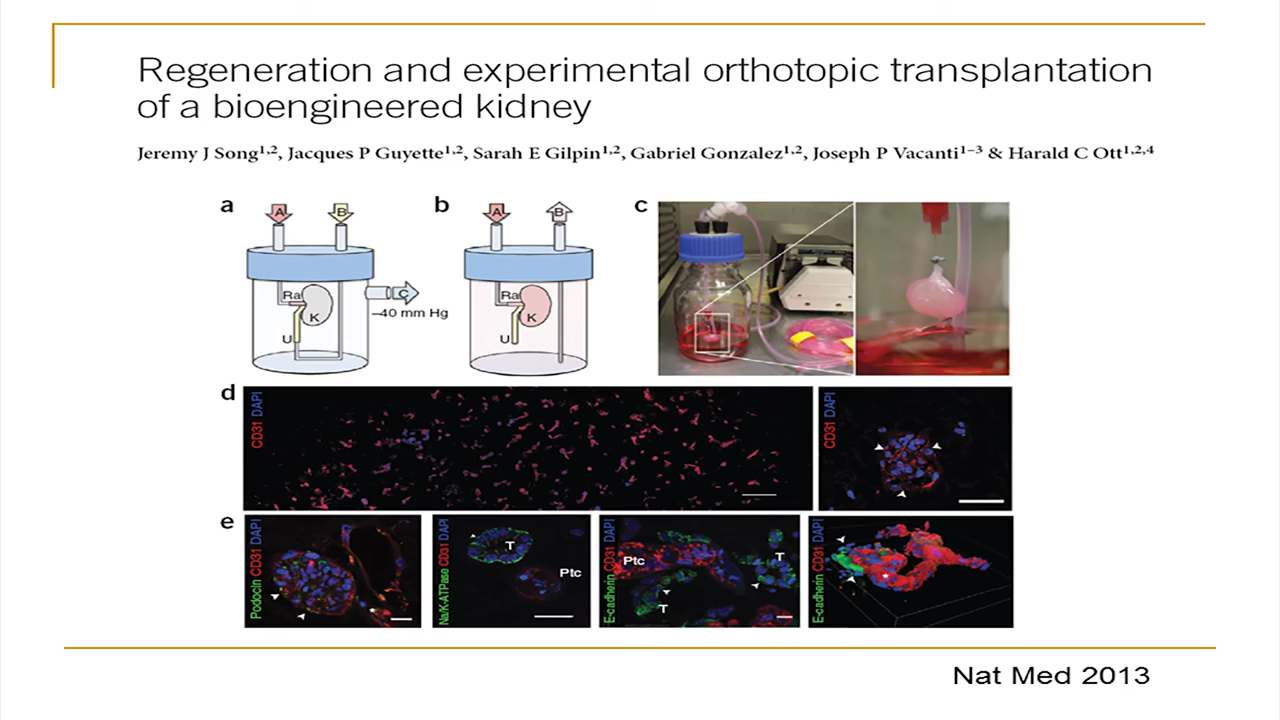 Regeneration and experimental orthotopic transplantation
of a bioengineered kidney
Jeremy J Song1,2, Jacques P Guyette1,2, Sarah E Gilpin1,2, Gabriel Gonzalez1,2, Joseph P Vacanti1–3 & Harald C Ott1,2,4
a
A
B
Ra
K
U
C
–40 mm Hg
b
A
B
Ra
K
U
c
d
CD31 DAPI
CD31 DAPI
e
Podocin CD31 DAPI
*
Na/K-ATPase CD31 DAPI
T
Ptc
E-cadherin CD31 DAPI
Ptc
T
T
E-cadherin CD31 DAPI
*
Nat Med 2013